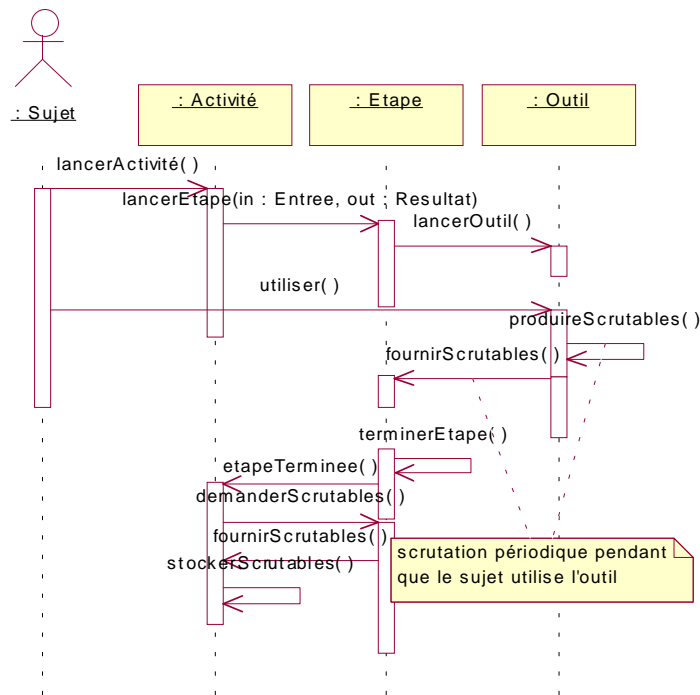 : Sujet
: Activité
: Etape
: Outil
lancerActivité( )
lancerEtape(in : Entree, out : Resultat)
lancerOutil( )
utiliser( )
produireScrutables( )
fournirScrutables( )
terminerEtape( )
etapeTerminee( )
demanderScrutables( )
fournirScrutables( )
stockerScrutables( )
scrutation périodique pendant
que le sujet utilise l'outil